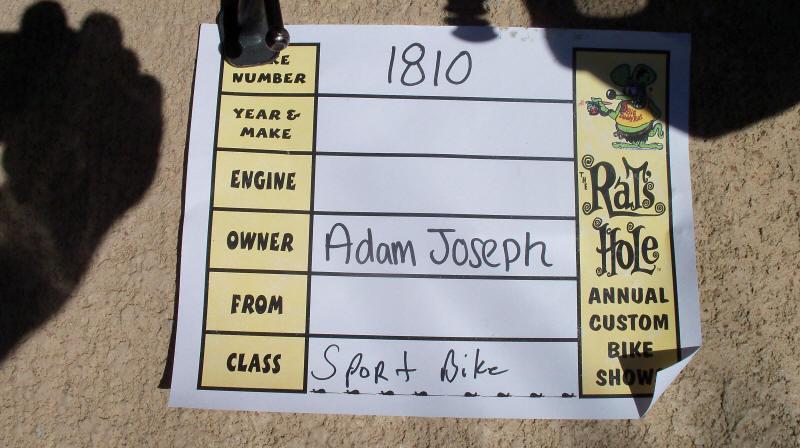 NUMBER 1810
YEAR &
MAKE
ENGINE
OWNER Adam Joseph
FROM
CLASS Sport Bike
THE
RAT'S
HOLE
ANNUAL
CUSTOM
BIKE
SHOW